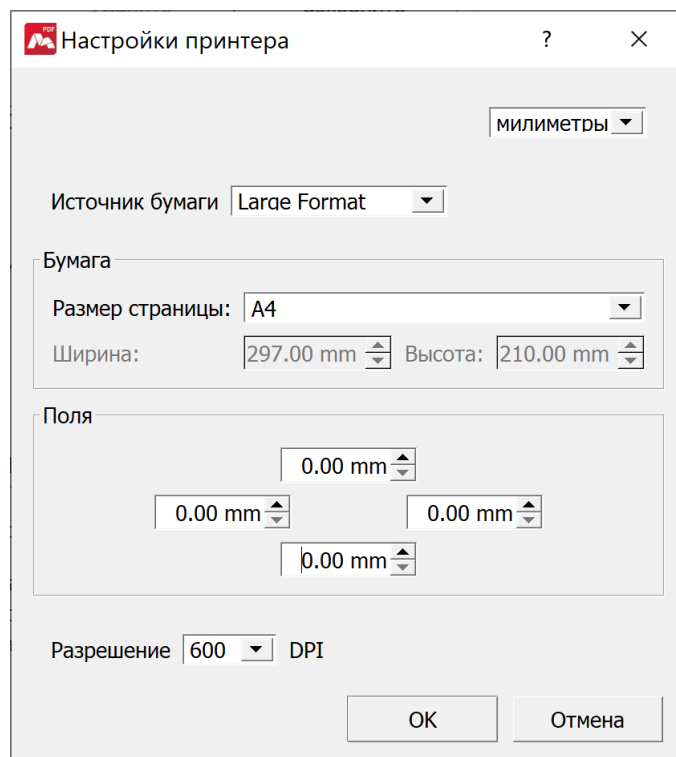 PDF
Настройки принтера ? ×
милиметры
Источник бумаги Large Format
Бумага
Размер страницы: A4
Ширина: 297.00 mm Высота: 210.00 mm
Поля
0.00 mm
0.00 mm 0.00 mm
0.00 mm
Разрешение 600 DPI
OK Отмена